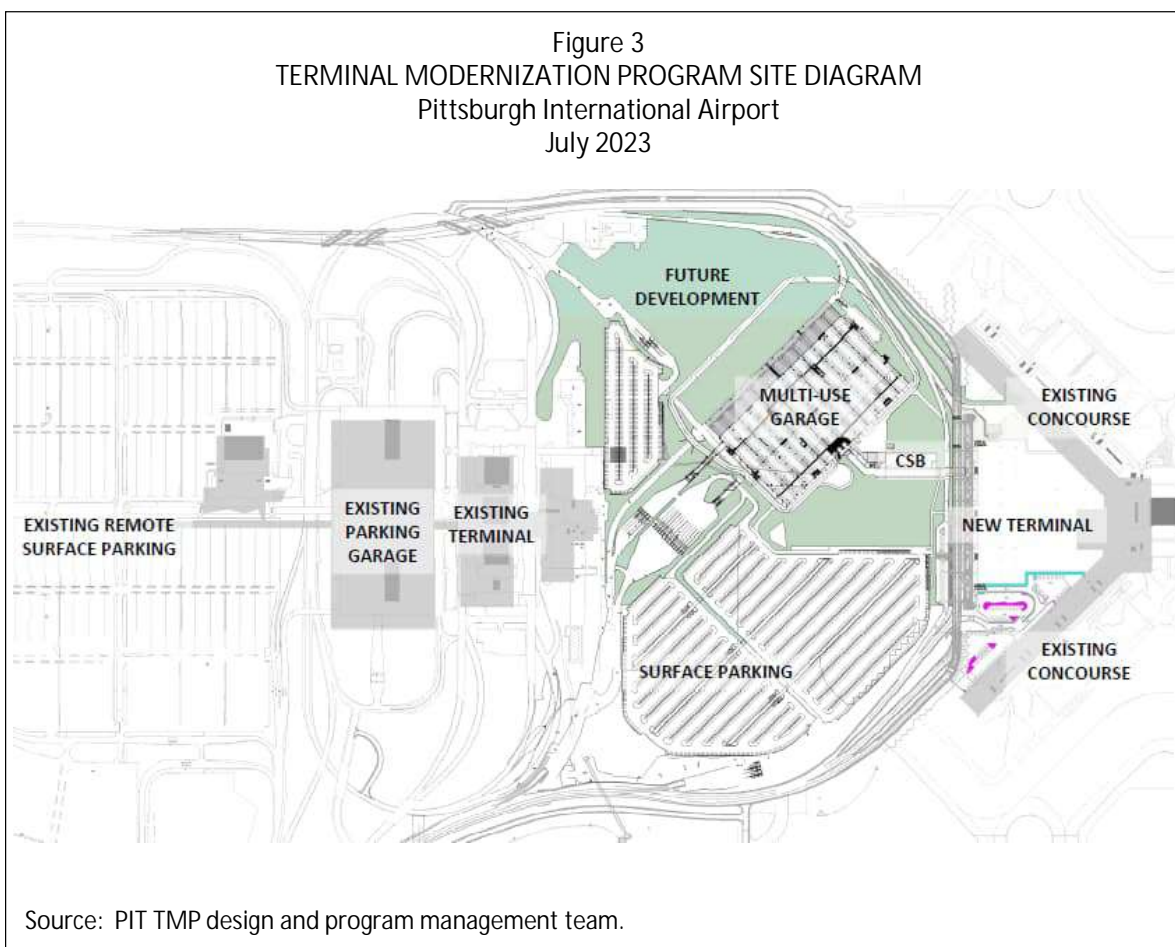 Figure 3
TERMINAL MODERNIZATION PROGRAM SITE DIAGRAM
Pittsburgh International Airport
July 2023
FUTURE
DEVELOPMENT
MULTI-USE
GARAGE
EXISTING
CONCOURSE
CSB
EXISTING REMOTE
SURFACE PARKING
EXISTING
PARKING
GARAGE
EXISTING
TERMINAL
NEW TERMINAL
SURFACE PARKING
EXISTING
CONCOURSE
Source: PIT TMP design and program management team.